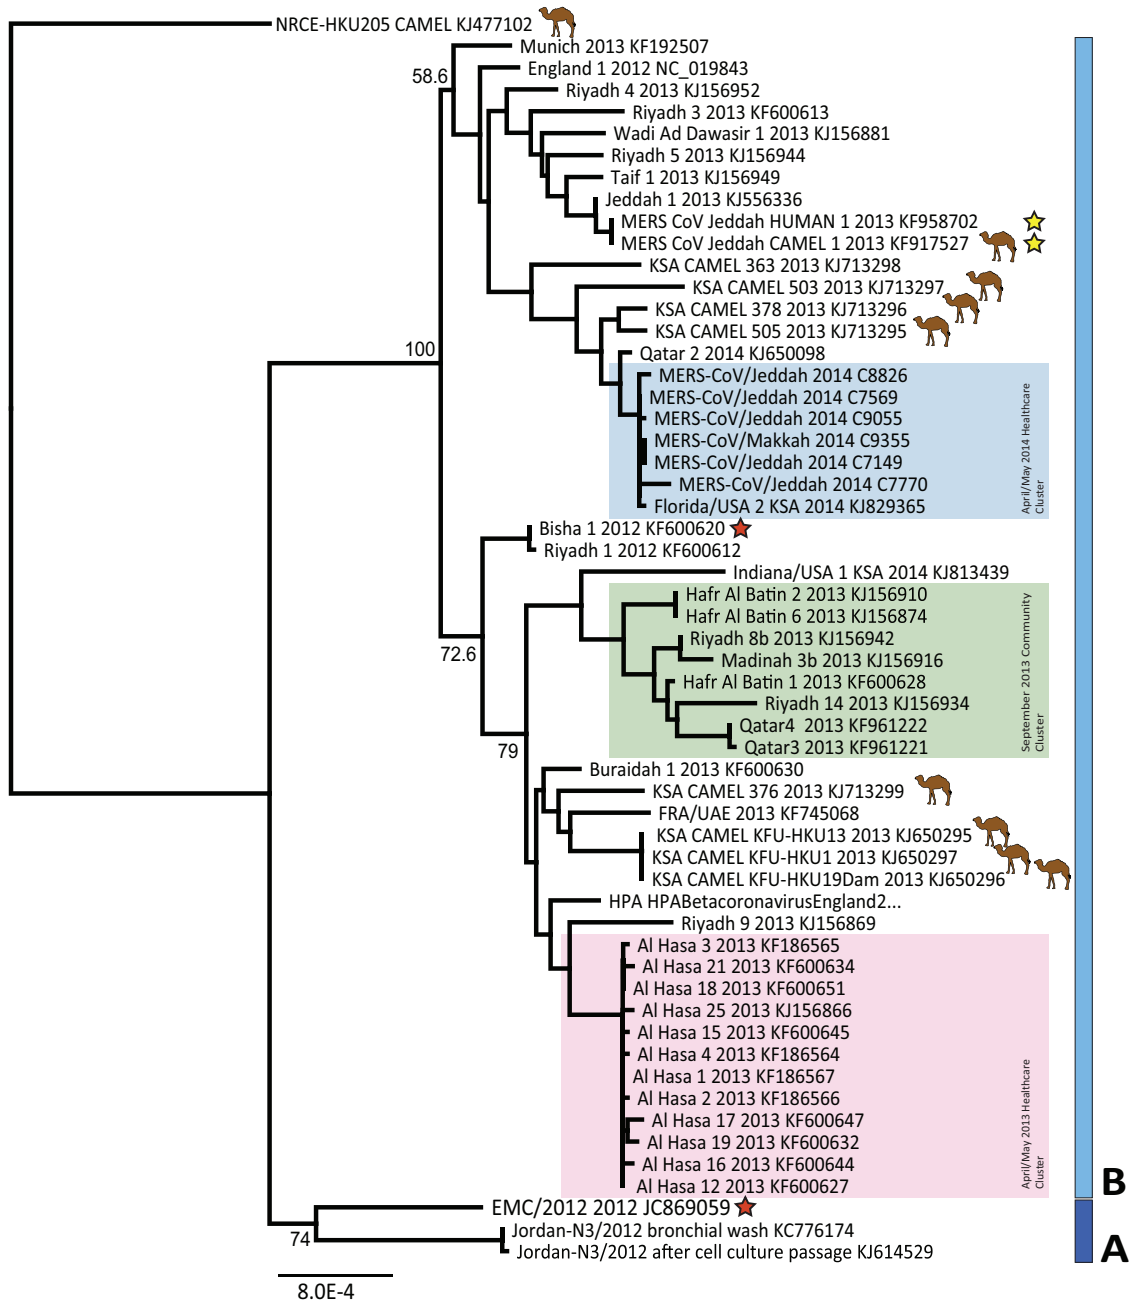 NRCE-HKU205 CAMEL KJ477102
Munich 2013 KF192507
58.6
England 1 2012 NC_019843
Riyadh 4 2013 KJ156952
Riyadh 3 2013 KF600613
Wadi Ad Dawasir 1 2013 KJ156881
Riyadh 5 2013 KJ156944
Taif 1 2013 KJ156949
Jeddah 1 2013 KJ556336
MERS CoV Jeddah HUMAN 1 2013 KF958702
MERS CoV Jeddah CAMEL 1 2013 KF917527
KSA CAMEL 363 2013 KJ713298
KSA CAMEL 503 2013 KJ713297
KSA CAMEL 378 2013 KJ713296
KSA CAMEL 505 2013 KJ713295
100
Qatar 2 2014 KJ650098
MERS-CoV/Jeddah 2014 C8826
MERS-CoV/Jeddah 2014 C7569
MERS-CoV/Jeddah 2014 C9055
MERS-CoV/Makkah 2014 C9355
MERS-CoV/Jeddah 2014 C7149
MERS-CoV/Jeddah 2014 C7770
Florida/USA 2 KSA 2014 KJ829365
April/May 2014 Healthcare
Cluster
Bisha 1 2012 KF600620
Riyadh 1 2012 KF600612
Indiana/USA 1 KSA 2014 KJ813439
Hafr Al Batin 2 2013 KJ156910
Hafr Al Batin 6 2013 KJ156874
Riyadh 8b 2013 KJ156942
72.6
Madinah 3b 2013 KJ156916
Hafr Al Batin 1 2013 KF600628
Riyadh 14 2013 KJ156934
Qatar4 2013 KF961222
Qatar3 2013 KF961221
September 2013 Community
Cluster
79
Buraidah 1 2013 KF600630
KSA CAMEL 376 2013 KJ713299
FRA/UAE 2013 KF745068
KSA CAMEL KFU-HKU13 2013 KJ650295
KSA CAMEL KFU-HKU1 2013 KJ650297
KSA CAMEL KFU-HKU19Dam 2013 KJ650296
HPA HPABetacoronavirusEngland2...
Riyadh 9 2013 KJ156869
Al Hasa 3 2013 KF186565
Al Hasa 21 2013 KF600634
Al Hasa 18 2013 KF600651
Al Hasa 25 2013 KJ156866
Al Hasa 15 2013 KF600645
Al Hasa 4 2013 KF186564
Al Hasa 1 2013 KF186567
Al Hasa 2 2013 KF186566
Al Hasa 17 2013 KF600647
Al Hasa 19 2013 KF600632
Al Hasa 16 2013 KF600644
Al Hasa 12 2013 KF600627
April/May 2013 Healthcare
Cluster
B
EMC/2012 2012 JC869059
Jordan-N3/2012 bronchial wash KC776174
74
Jordan-N3/2012 after cell culture passage KJ614529
A
8.0E-4